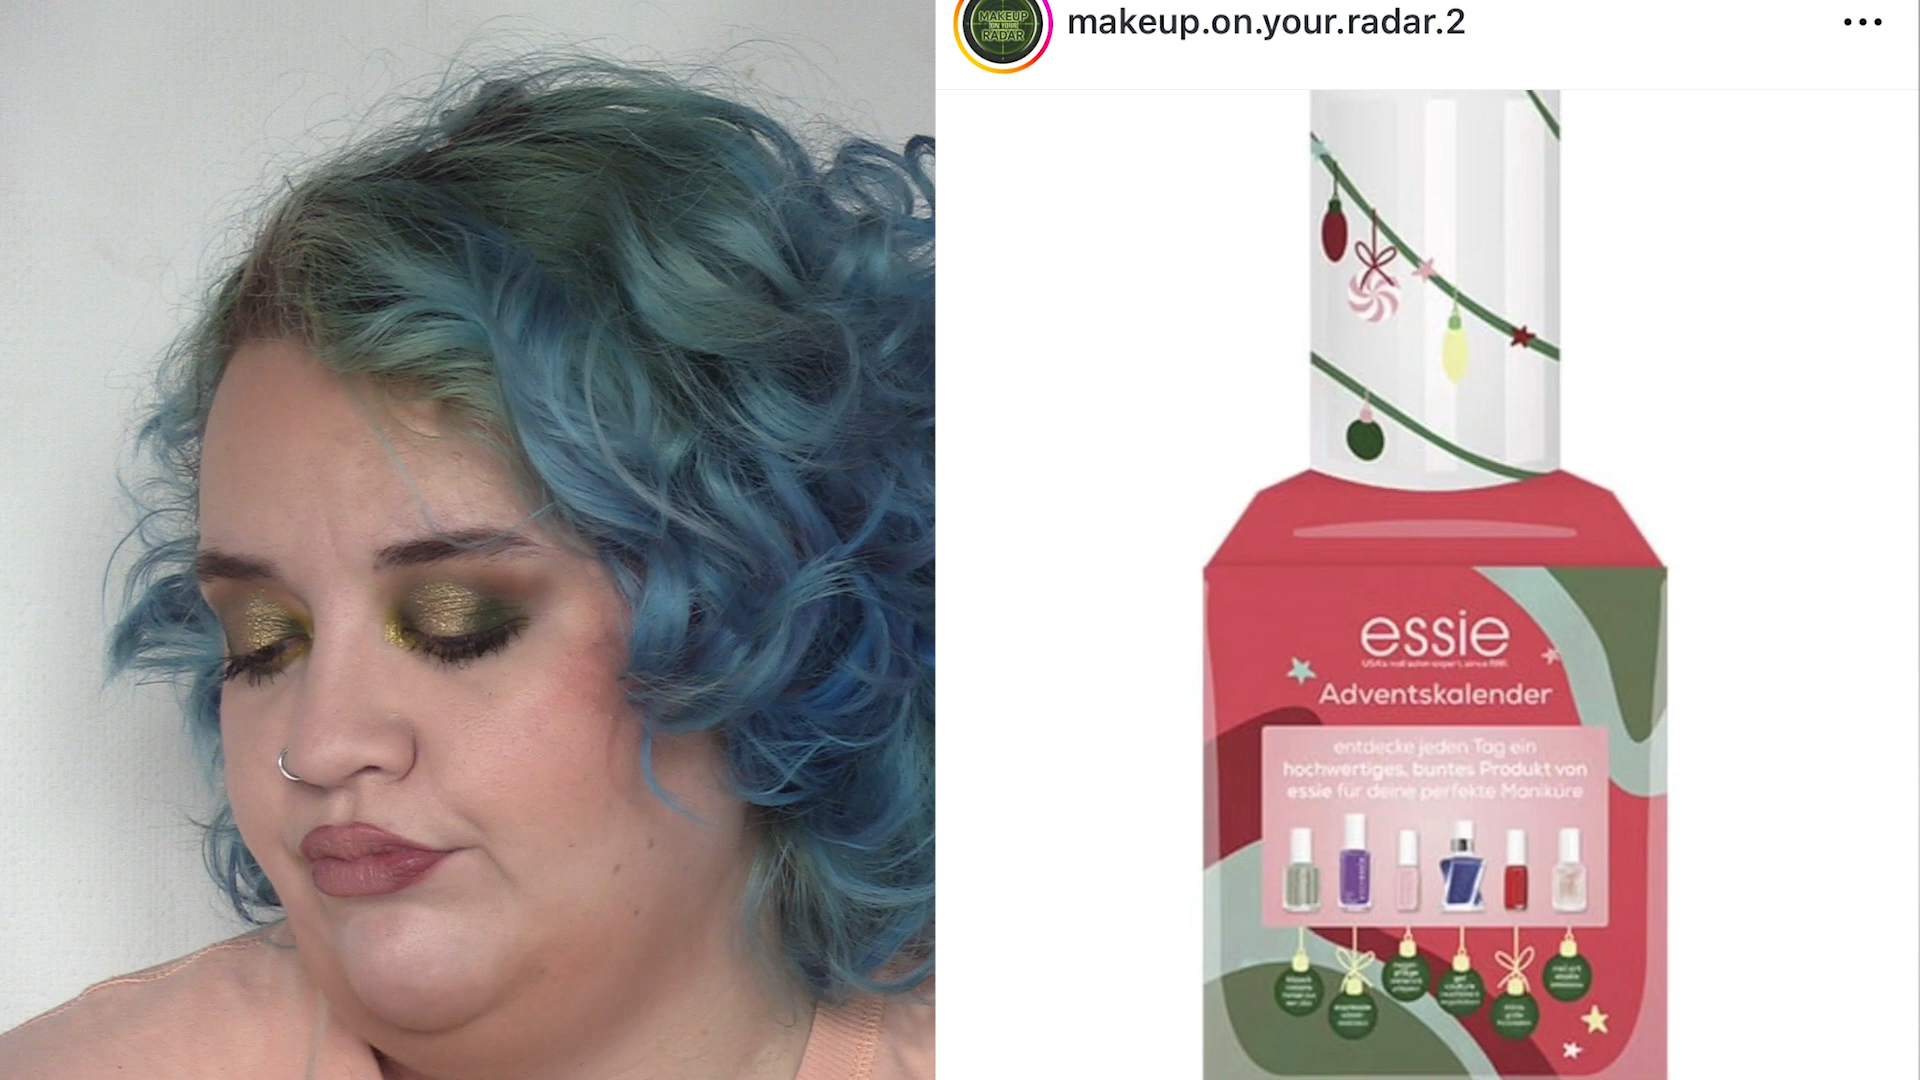 MAKEUP
ON YOUR
RADAR
makeup.on.your.radar.2
essie
Adventskalender
entdecke jeden Tag ein
hochwertiges, buntes Produkt von
essie für deine perfekte Maniküre